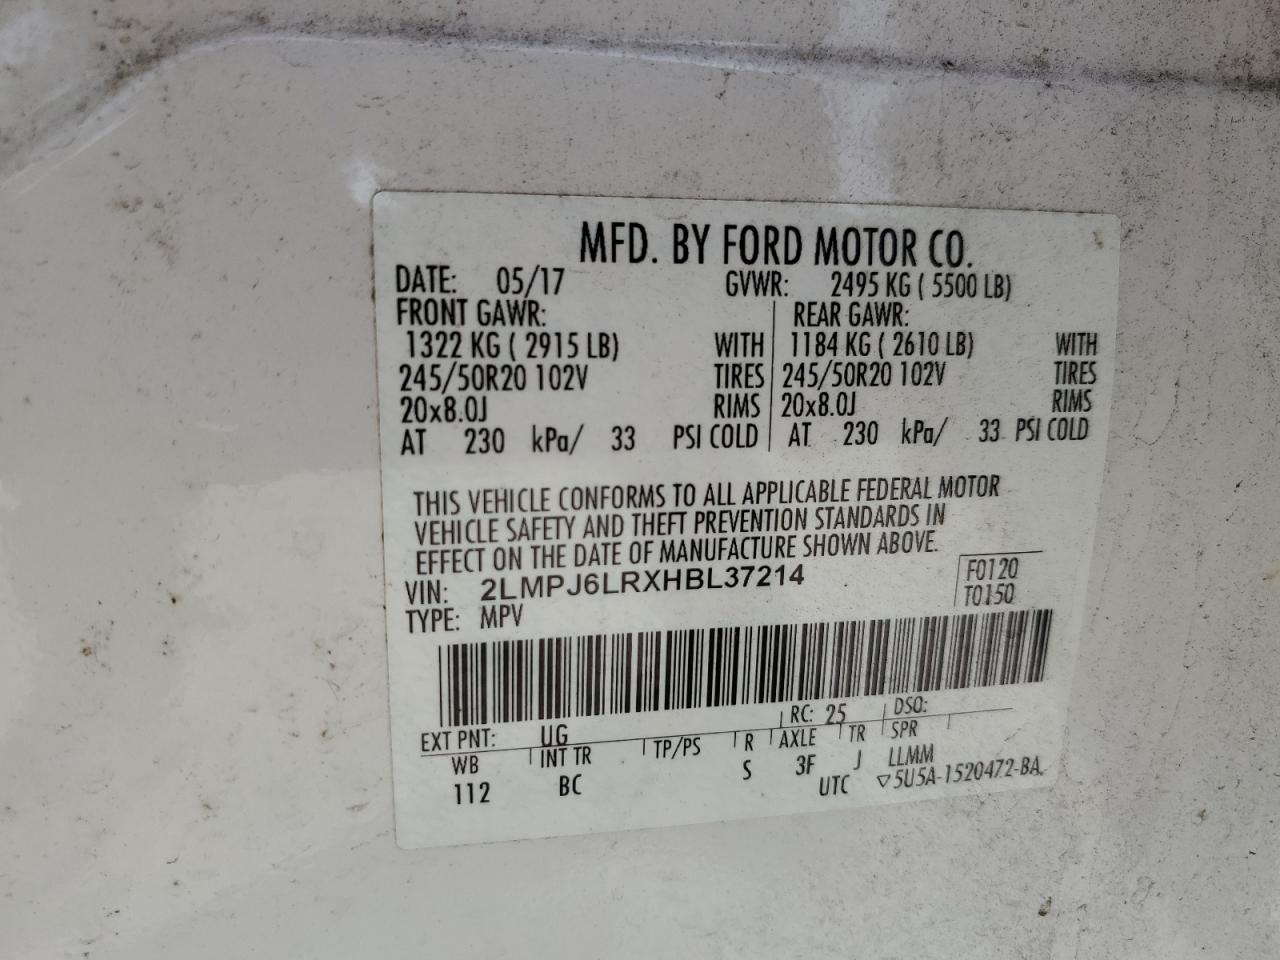 MFD. BY FORD MOTOR CO.
DATE: 05/17 GVWR: 2495 KG ( 5500 LB)
FRONT GAWR: REAR GAWR:
1322 KG ( 2915 LB) WITH 1184 KG ( 2610 LB) WITH
245/50R20 102V TIRES 245/50R20 102V TIRES
20x8.0J RIMS 20x8.0J RIMS
AT 230 kPa/ 33 PSI COLD AT 230 kPa/ 33 PSI COLD
THIS VEHICLE CONFORMS TO ALL APPLICABLE FEDERAL MOTOR
VEHICLE SAFETY AND THEFT PREVENTION STANDARDS IN
EFFECT ON THE DATE OF MANUFACTURE SHOWN ABOVE.
VIN: 2LMPJ6LRXHBL37214 F0120
TYPE: MPV T0150
EXT PNT: UG RC: 25 DSO:
WB INT TR TP/PS R AXLE TR SPR
112 BC S 3F J LLMM
UTC ▽5U5A-1520472-BA